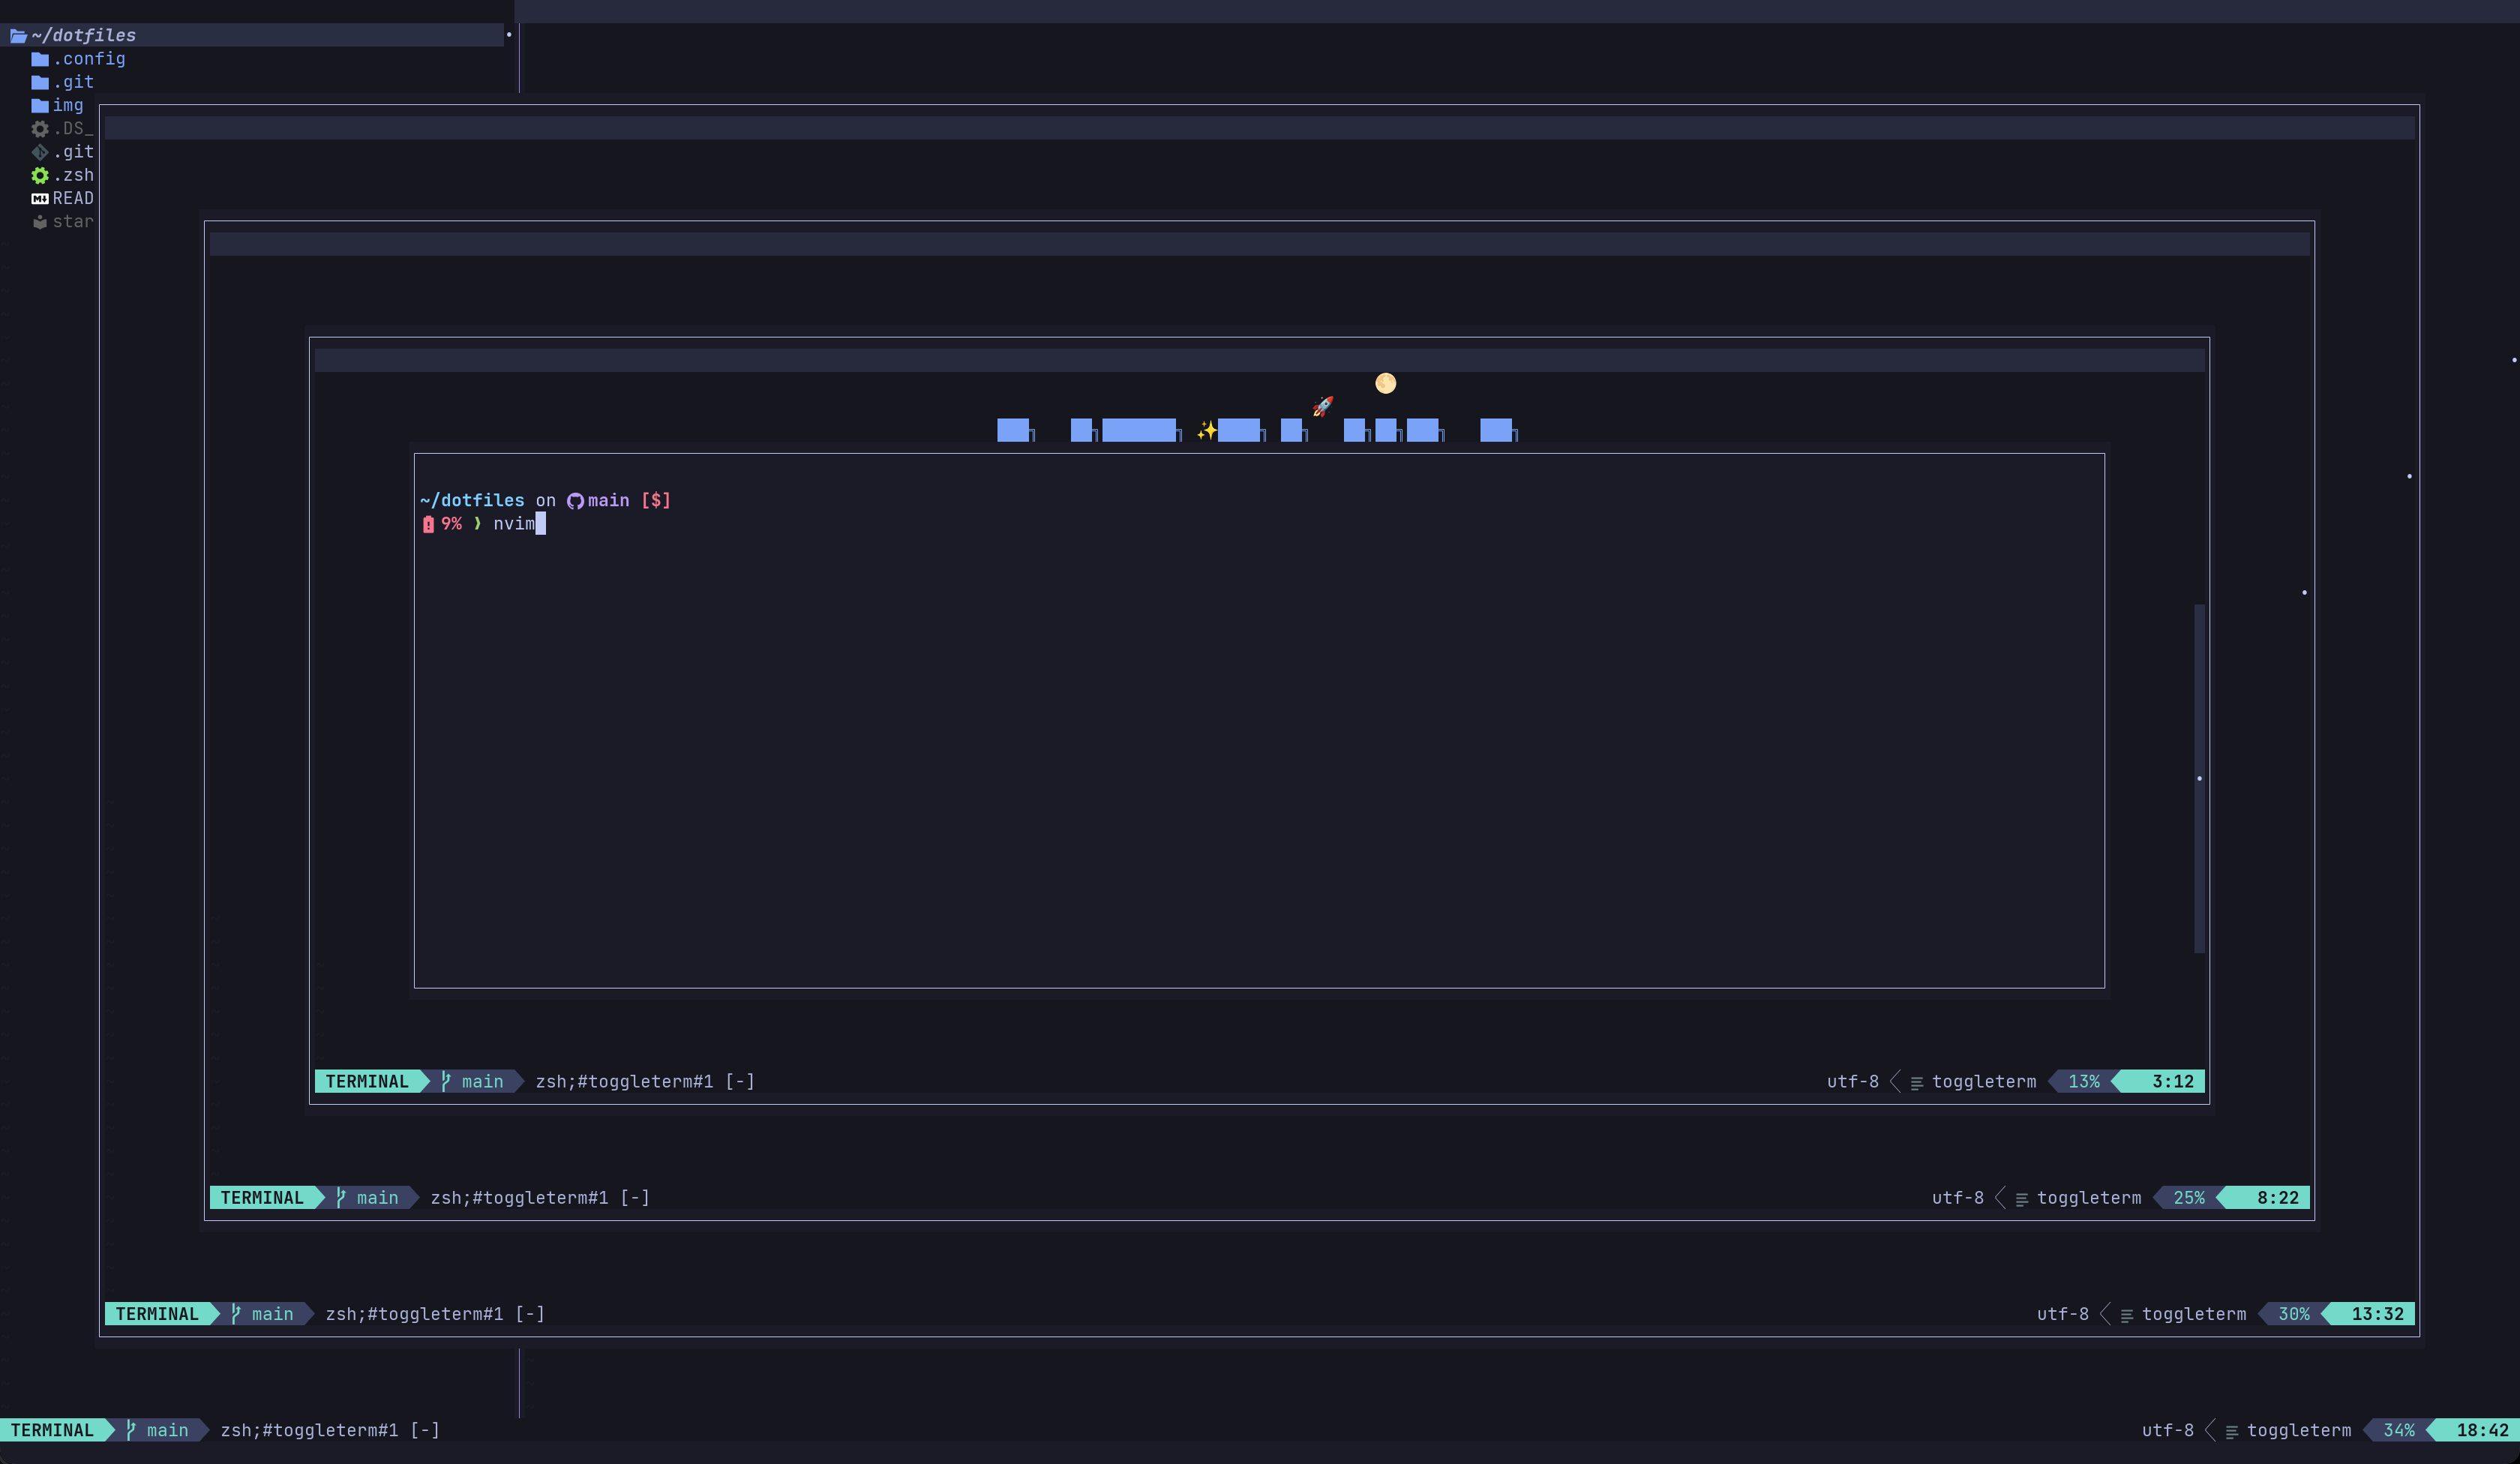 ~/dotfiles
.config
.git
img
.DS_
.git
.zsh
READ
star
~/dotfiles on main [$]
9% ❯ nvim
TERMINAL main zsh;#toggleterm#1 [-] utf-8 toggleterm 13% 3:12
TERMINAL main zsh;#toggleterm#1 [-] utf-8 toggleterm 25% 8:22
TERMINAL main zsh;#toggleterm#1 [-] utf-8 toggleterm 30% 13:32
TERMINAL main zsh;#toggleterm#1 [-] utf-8 toggleterm 34% 18:42